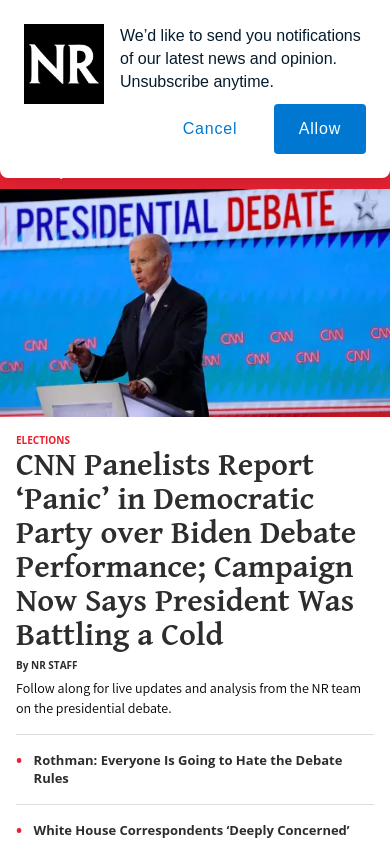 NR
We’d like to send you notifications
of our latest news and opinion.
Unsubscribe anytime.
Cancel
Allow
PRESIDENTIAL DEBATE
CNN
CNN
CNN
CNN
CNN
CNN
CNN
CNN
CNN
CNN
CNN
ELECTIONS
CNN Panelists Report
‘Panic’ in Democratic
Party over Biden Debate
Performance; Campaign
Now Says President Was
Battling a Cold
By NR STAFF
Follow along for live updates and analysis from the NR team
on the presidential debate.
• Rothman: Everyone Is Going to Hate the Debate
Rules
• White House Correspondents ‘Deeply Concerned’